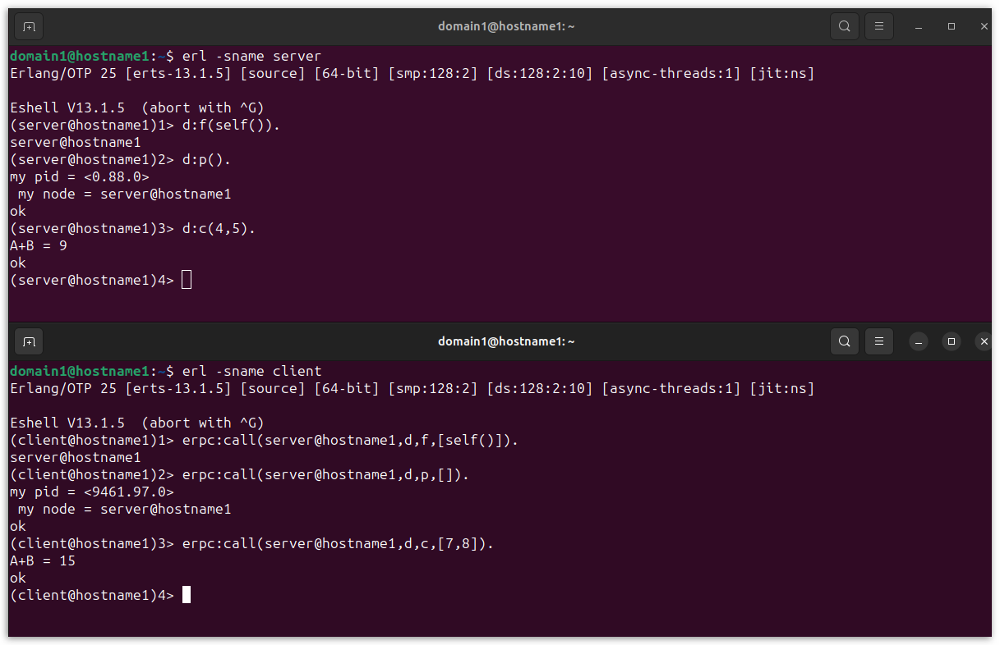 domain1@hostname1: ~
domain1@hostname1:~$ erl -sname server
Erlang/OTP 25 [erts-13.1.5] [source] [64-bit] [smp:128:2] [ds:128:2:10] [async-threads:1] [jit:ns]
Eshell V13.1.5  (abort with ^G)
(server@hostname1)1> d:f(self()).
server@hostname1
(server@hostname1)2> d:p().
my pid = <0.88.0>
 my node = server@hostname1
ok
(server@hostname1)3> d:c(4,5).
A+B = 9
ok
(server@hostname1)4>
domain1@hostname1: ~
domain1@hostname1:~$ erl -sname client
Erlang/OTP 25 [erts-13.1.5] [source] [64-bit] [smp:128:2] [ds:128:2:10] [async-threads:1] [jit:ns]
Eshell V13.1.5  (abort with ^G)
(client@hostname1)1> erpc:call(server@hostname1,d,f,[self()]).
server@hostname1
(client@hostname1)2> erpc:call(server@hostname1,d,p,[]).
my pid = <9461.97.0>
 my node = server@hostname1
ok
(client@hostname1)3> erpc:call(server@hostname1,d,c,[7,8]).
A+B = 15
ok
(client@hostname1)4>